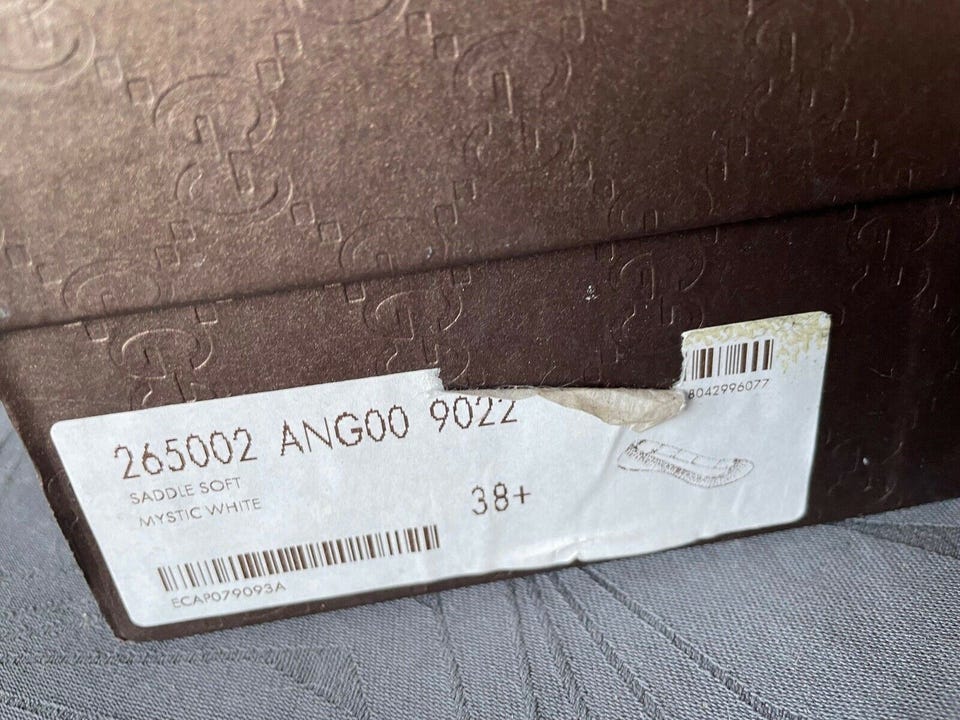 265002 ANG00 9022
SADDLE SOFT
MYSTIC WHITE
38+
ECAP079093A
8042996077